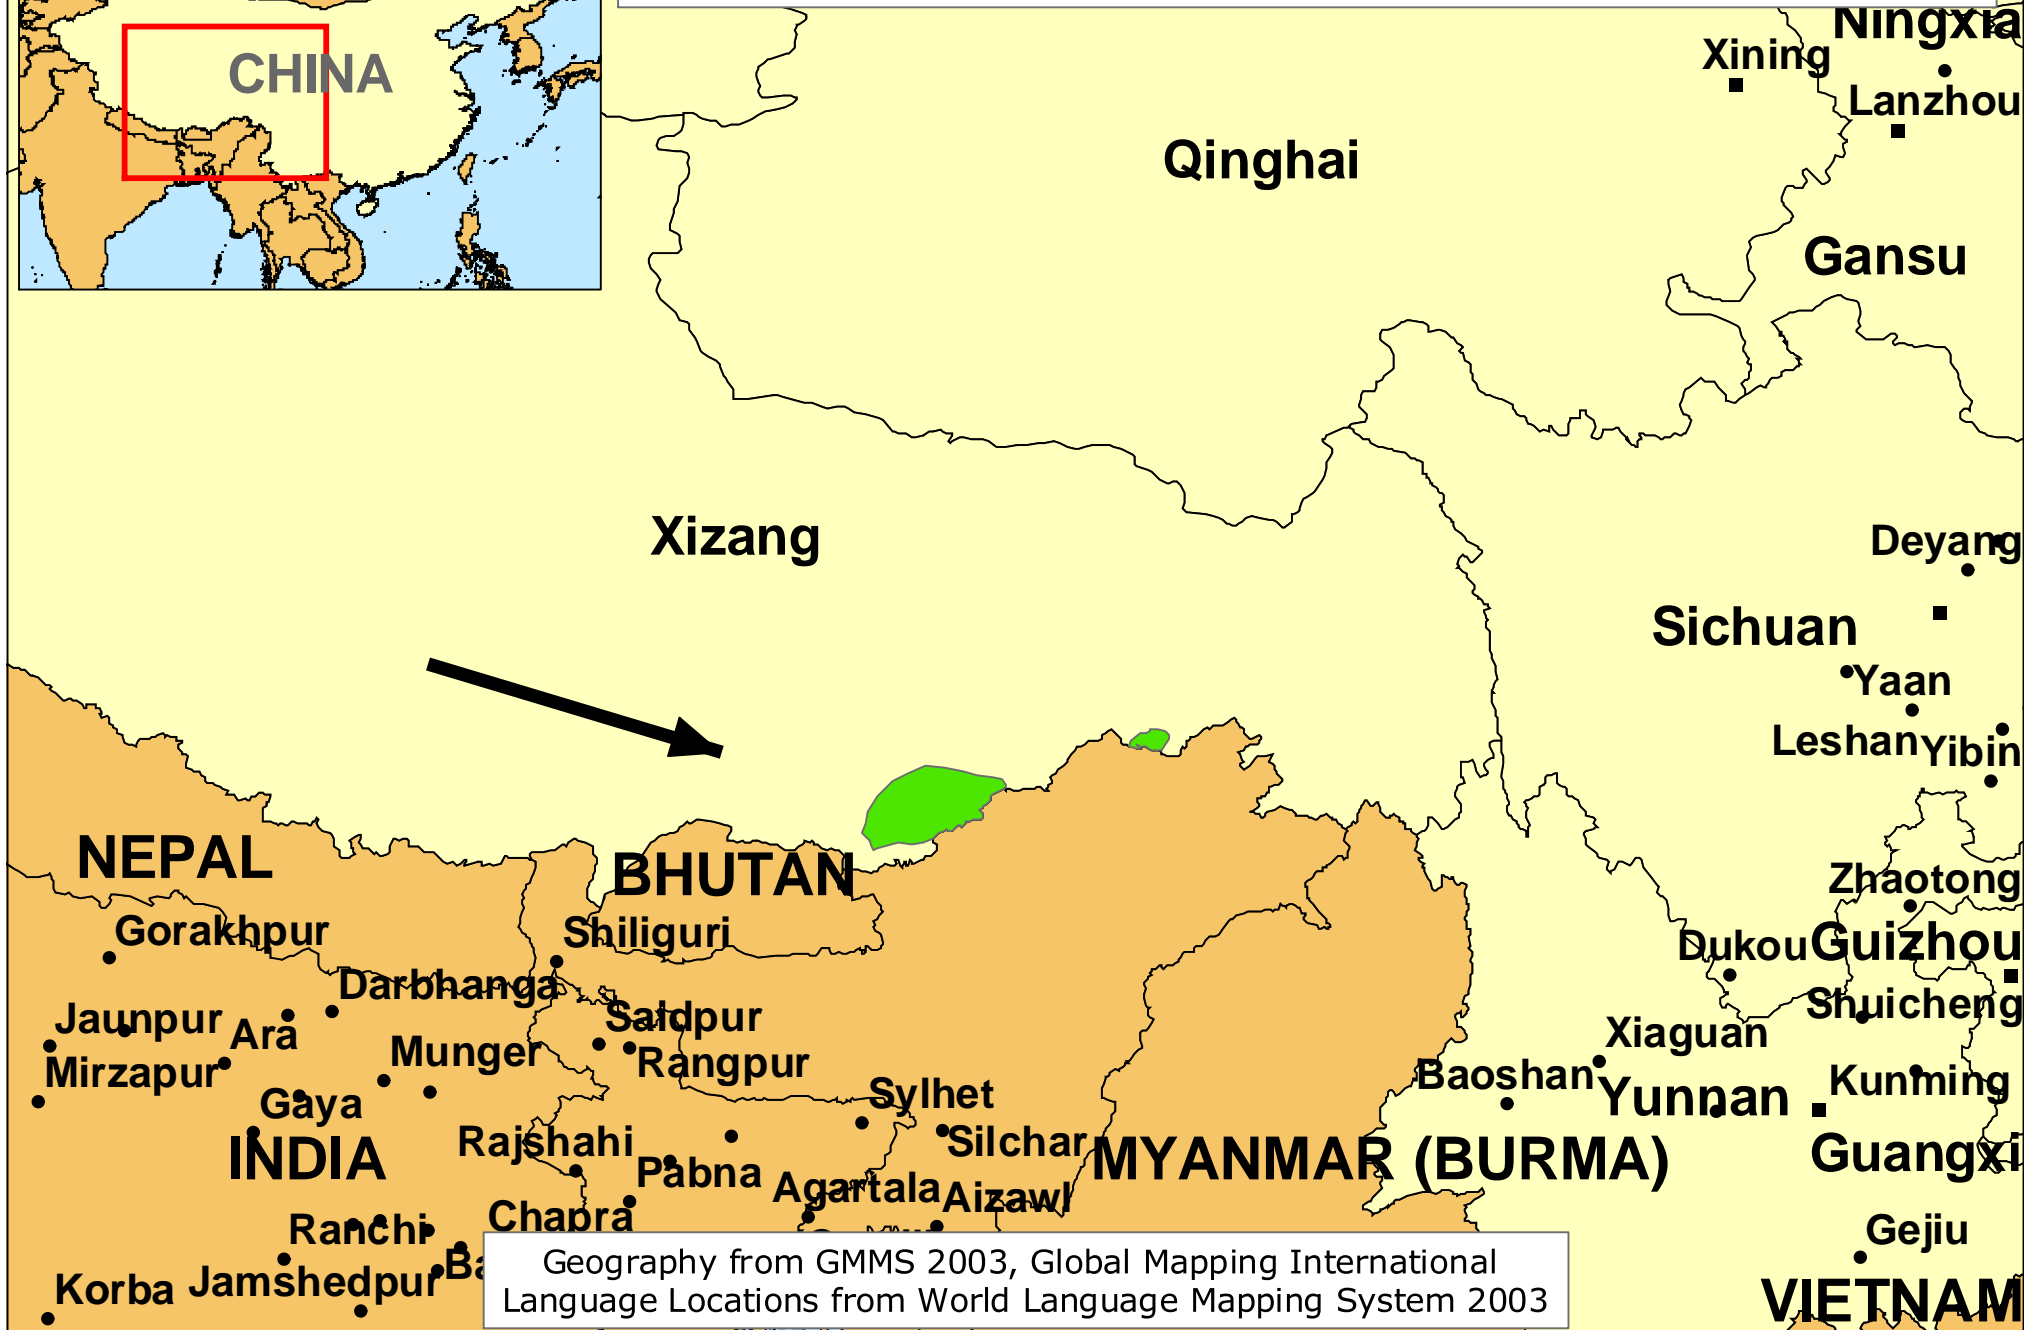 CHINA
Ningxia
Xining
Lanzhou
Qinghai
Gansu
Xizang
Deyang
Sichuan
Yaan
Leshan
Yibin
NEPAL
BHUTAN
Zhaotong
Gorakhpur
Shiliguri
Dukou
Guizhou
Darbhanga
Jaunpur
Ara
Saidpur
Shuicheng
Munger
Rangpur
Xiaguan
Mirzapur
Baoshan
Yunnan
Kunming
Gaya
Sylhet
INDIA
Rajshahi
Silchar
MYANMAR (BURMA)
Guangxi
Pabna
Agartala
Aizawl
Ranchi
Chapra
Gejiu
Jamshedpur
Korba
VIETNAM
Geography from GMMS 2003, Global Mapping International
Language Locations from World Language Mapping System 2003